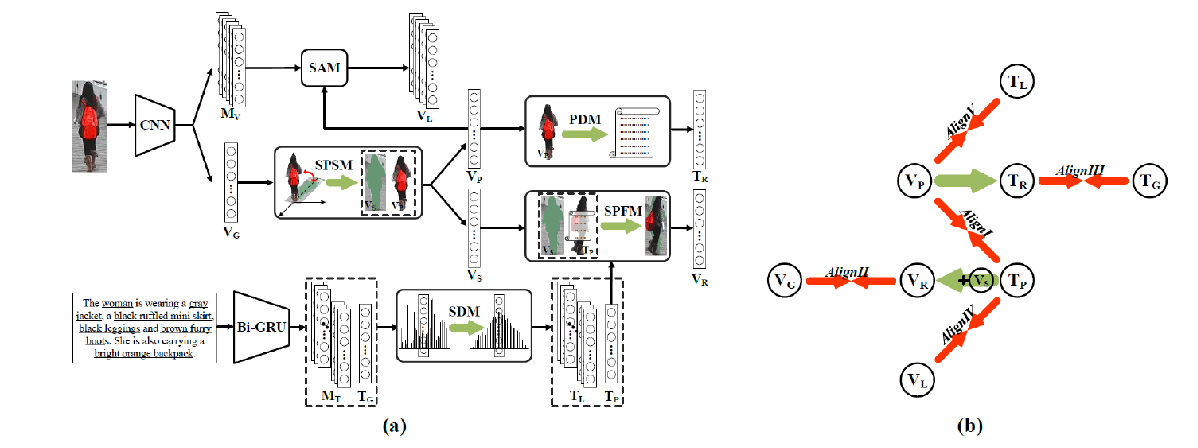 CNN
M_V
SAM
V_L
V_G
SPSM
V_S
V_P
V_S
PDM
T_R
SPFM
T_P
V_R
The woman is wearing a gray
jacket, a black ruffled mini skirt,
black leggings and brown furry
boots. She is also carrying a
bright orange backpack.
Bi-GRU
M_T
T_G
SDM
T_L
T_P
(a)
T_L
AlignV
V_P
T_R
AlignIII
T_G
AlignI
V_G
AlignII
V_R
+V_S
T_P
AlignIV
V_L
(b)